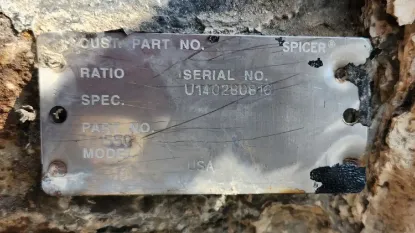 CUST. PART NO. SPICER®
RATIO SERIAL NO.
U140280816
SPEC.
PART NO.
MODEL
USA